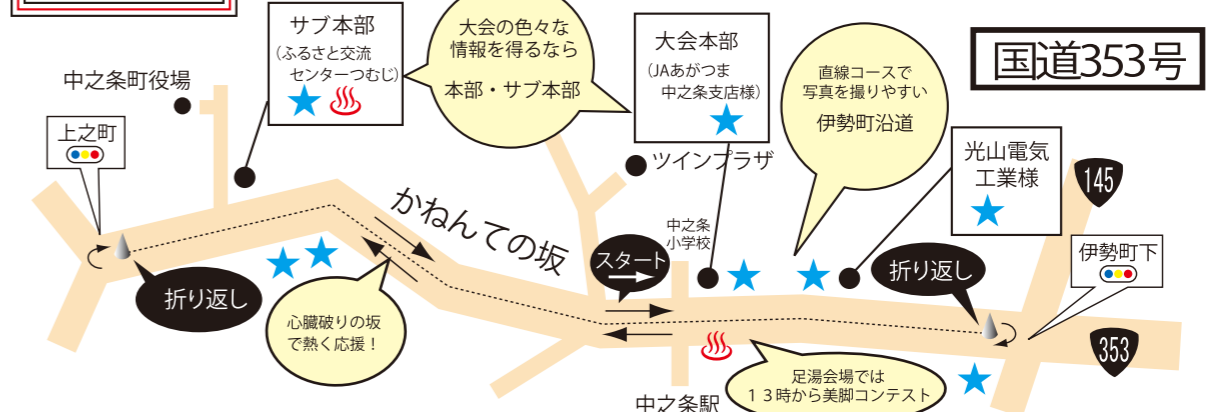 サブ本部
(ふるさと交流
センターつむじ)
大会の色々な
情報を得るなら
本部・サブ本部
大会本部
(JAあがつま
中之条支店様)
直線コースで
写真を撮りやすい
伊勢町沿道
国道353号
中之条町役場
上之町
ツインプラザ
光山電気
工業様
145
かねんての坂
中之条
小学校
スタート
折り返し
伊勢町下
折り返し
心臓破りの坂
で熱く応援！
353
足湯会場では
１３時から美脚コンテスト
中之条駅